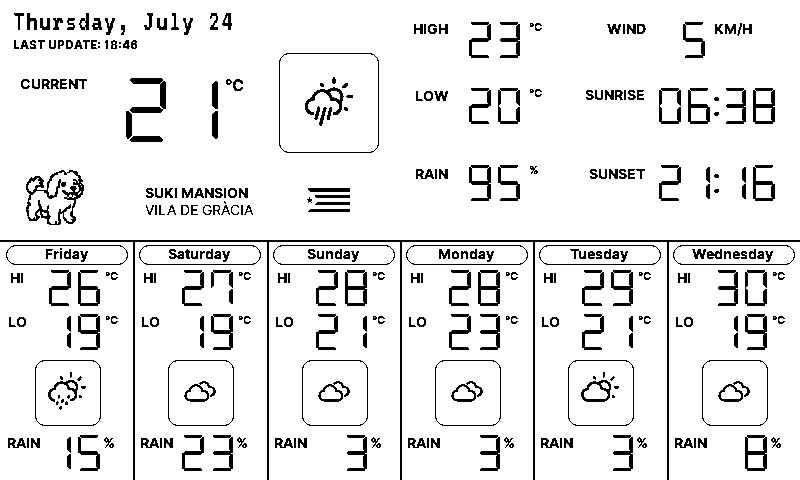 Thursday, July 24
LAST UPDATE: 18:46
CURRENT 21 °C
HIGH 23 °C
WIND 5 KM/H
LOW 20 °C
SUNRISE 06:38
RAIN 95 %
SUNSET 21:16
SUKI MANSION
VILA DE GRÀCIA
Friday
HI 26 °C
LO 19 °C
RAIN 15 %
Saturday
HI 27 °C
LO 19 °C
RAIN 23 %
Sunday
HI 28 °C
LO 21 °C
RAIN 3 %
Monday
HI 28 °C
LO 23 °C
RAIN 3 %
Tuesday
HI 29 °C
LO 21 °C
RAIN 3 %
Wednesday
HI 30 °C
LO 19 °C
RAIN 8 %